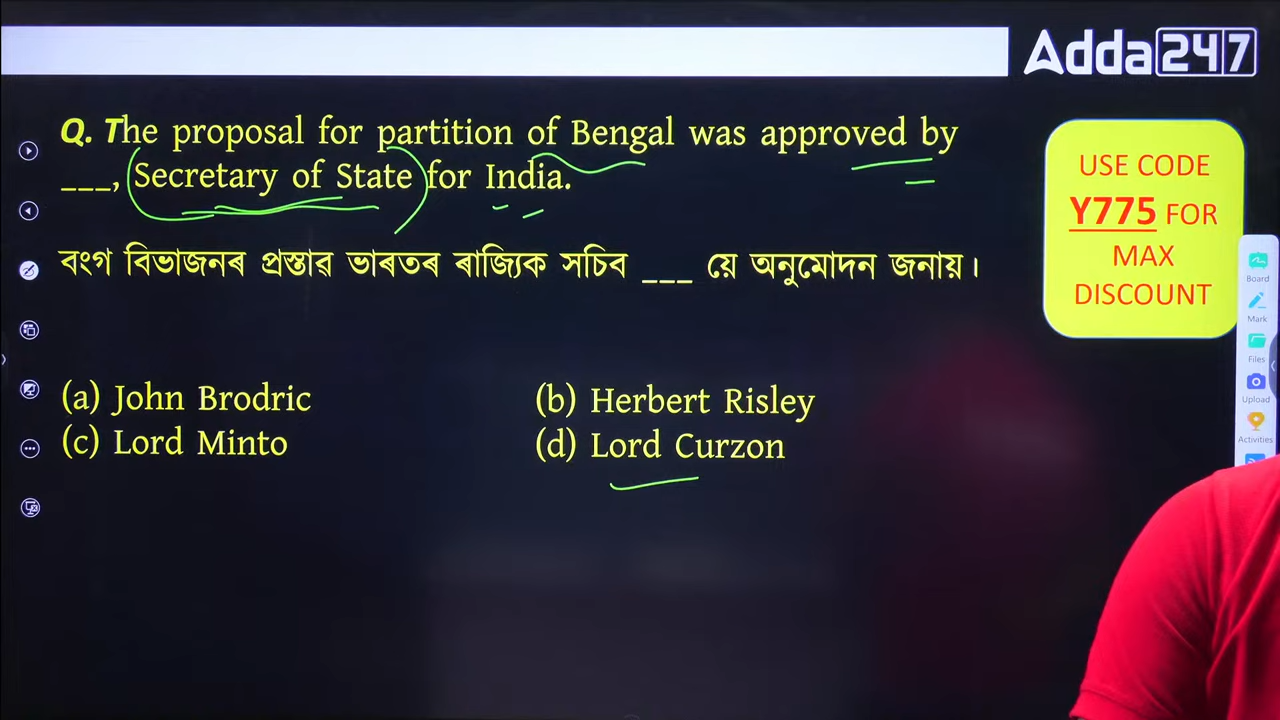 Adda247
Q. The proposal for partition of Bengal was approved by
___, Secretary of State for India.
বংগ বিভাজনৰ প্ৰস্তাৱ ভাৰতৰ ৰাজ্যিক সচিব ___ য়ে অনুমোদন জনায়।
(a) John Brodric
(b) Herbert Risley
(c) Lord Minto
(d) Lord Curzon
USE CODE
Y775 FOR
MAX
DISCOUNT
Board
Mark
Files
Upload
Activities